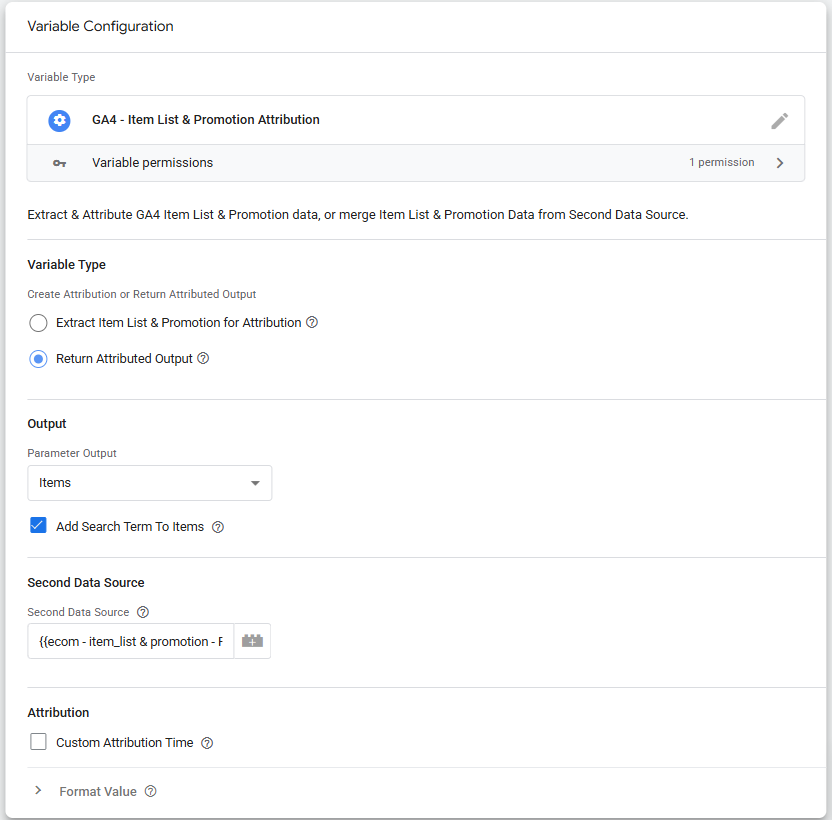 Variable Configuration
Variable Type
GA4 - Item List & Promotion Attribution
Variable permissions 1 permission
Extract & Attribute GA4 Item List & Promotion data, or merge Item List & Promotion Data from Second Data Source.
Variable Type
Create Attribution or Return Attributed Output
Extract Item List & Promotion for Attribution
Return Attributed Output
Output
Parameter Output
Items
Add Search Term To Items
Second Data Source
Second Data Source
{{ecom - item_list & promotion - F
Attribution
Custom Attribution Time
Format Value